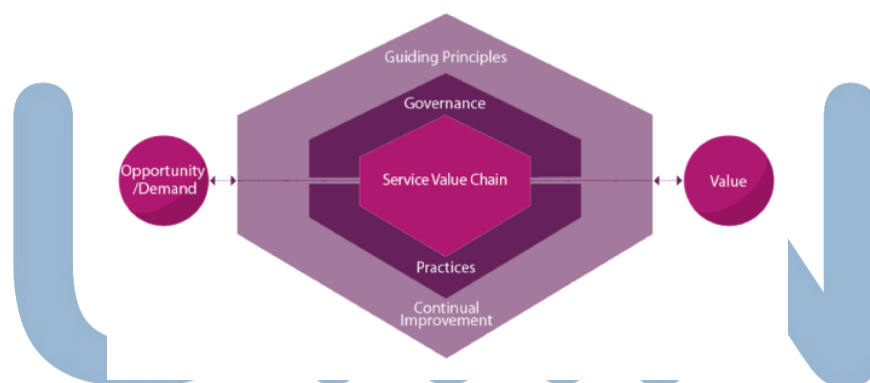 Guiding Principles
Governance
Opportunity
/Demand
Service Value Chain
Value
Practices
Continual
Improvement